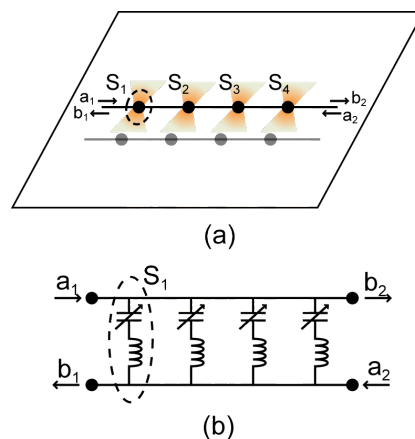 S₁ S₂ S₃ S₄
a₁ b₂
b₁ a₂
(a)
S₁
a₁ b₂
b₁ a₂
(b)